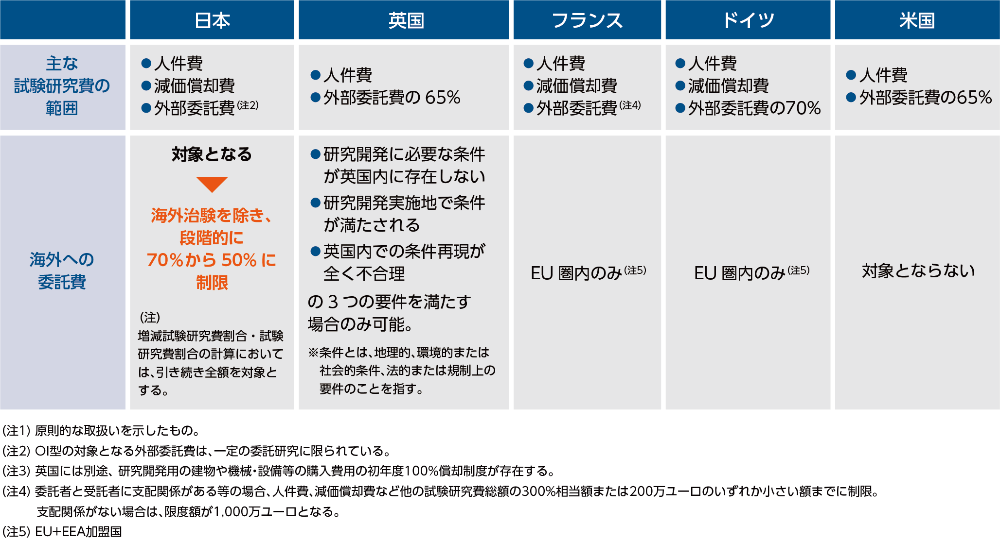 日本
英国
フランス
ドイツ
米国
主な
試験研究費の
範囲
●人件費
●減価償却費
●外部委託費(注2)
●人件費
●外部委託費の 65%
●人件費
●減価償却費
●外部委託費(注4)
●人件費
●減価償却費
●外部委託費の70%
●人件費
●外部委託費の65%
海外への
委託費
対象となる
海外治験を除き、
段階的に
70%から 50% に
制限
(注)
増減試験研究費割合・試験
研究費割合の計算において
は、引き続き全額を対象と
する。
●研究開発に必要な条件
が英国内に存在しない
●研究開発実施地で条件
が満たされる
●英国内での条件再現が
全く不合理
の 3 つの要件を満たす
場合のみ可能。
※条件とは、地理的、環境的または
社会的条件、法的または規制上の
要件のことを指す。
EU 圏内のみ(注5)
EU 圏内のみ(注5)
対象とならない
(注1) 原則的な取扱いを示したもの。
(注2) OI型の対象となる外部委託費は、一定の委託研究に限られている。
(注3) 英国には別途、研究開発用の建物や機械・設備等の購入費用の初年度100%償却制度が存在する。
(注4) 委託者と受託者に支配関係がある等の場合、人件費、減価償却費など他の試験研究費総額の300%相当額または200万ユーロのいずれか小さい額までに制限。
支配関係がない場合は、限度額が1,000万ユーロとなる。
(注5) EU+EEA加盟国